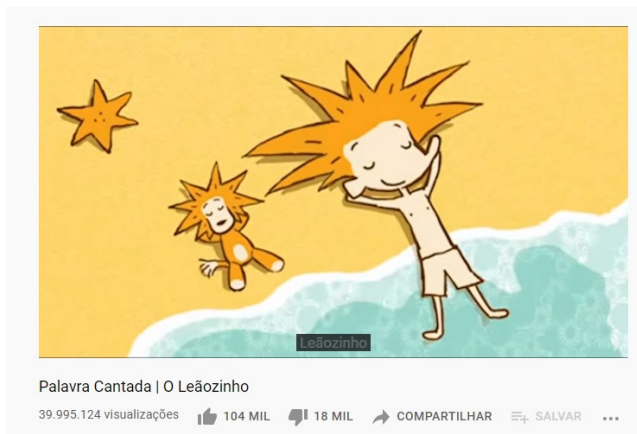 Leãozinho
Palavra Cantada | O Leãozinho
39.995.124 visualizações 104 MIL 18 MIL COMPARTILHAR SALVAR ...